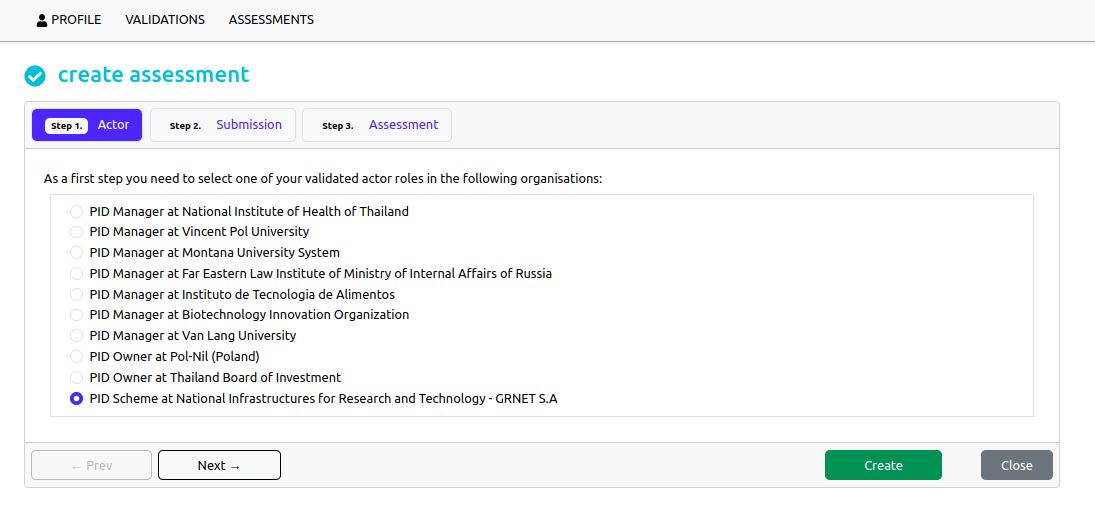 PROFILE VALIDATIONS ASSESSMENTS
create assessment
Step 1. Actor Step 2. Submission Step 3. Assessment
As a first step you need to select one of your validated actor roles in the following organisations:
PID Manager at National Institute of Health of Thailand
PID Manager at Vincent Pol University
PID Manager at Montana University System
PID Manager at Far Eastern Law Institute of Ministry of Internal Affairs of Russia
PID Manager at Instituto de Tecnologia de Alimentos
PID Manager at Biotechnology Innovation Organization
PID Manager at Van Lang University
PID Owner at Pol-Nil (Poland)
PID Owner at Thailand Board of Investment
PID Scheme at National Infrastructures for Research and Technology - GRNET S.A
← Prev Next → Create Close